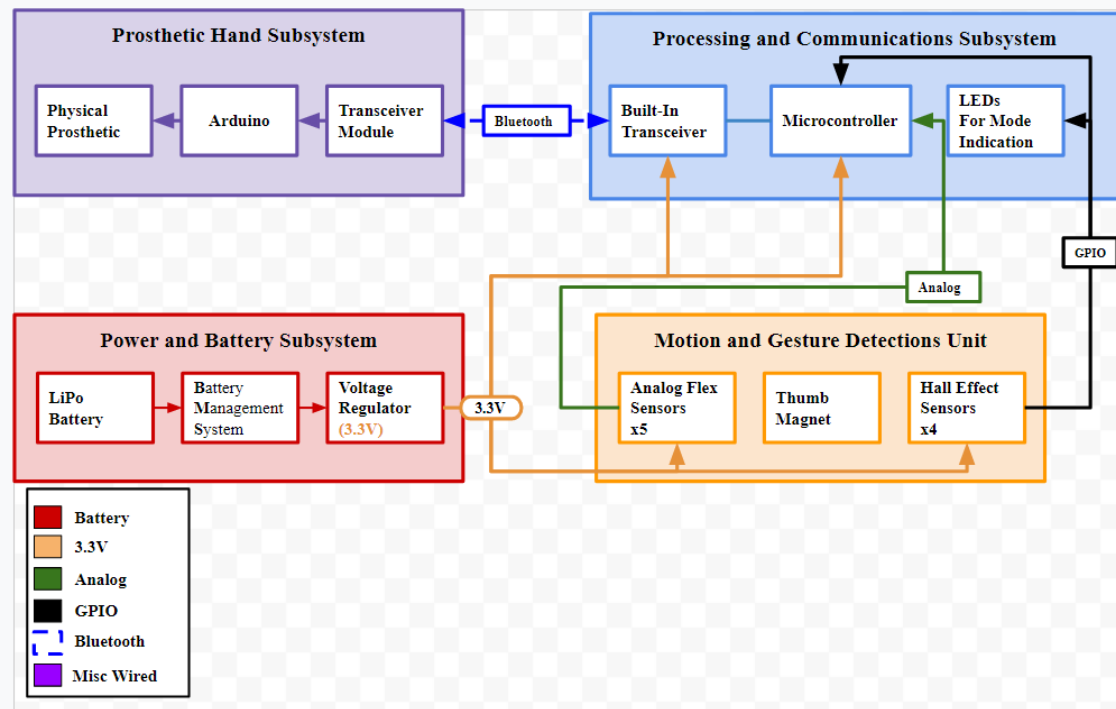 Prosthetic Hand Subsystem
Physical
Prosthetic
Arduino
Transceiver
Module
Bluetooth
Processing and Communications Subsystem
Built-In
Transceiver
Microcontroller
LEDs
For Mode
Indication
GPIO
Analog
Power and Battery Subsystem
LiPo
Battery
Battery
Management
System
Voltage
Regulator
(3.3V)
3.3V
Motion and Gesture Detections Unit
Analog Flex
Sensors
x5
Thumb
Magnet
Hall Effect
Sensors
x4
Battery
3.3V
Analog
GPIO
Bluetooth
Misc Wired